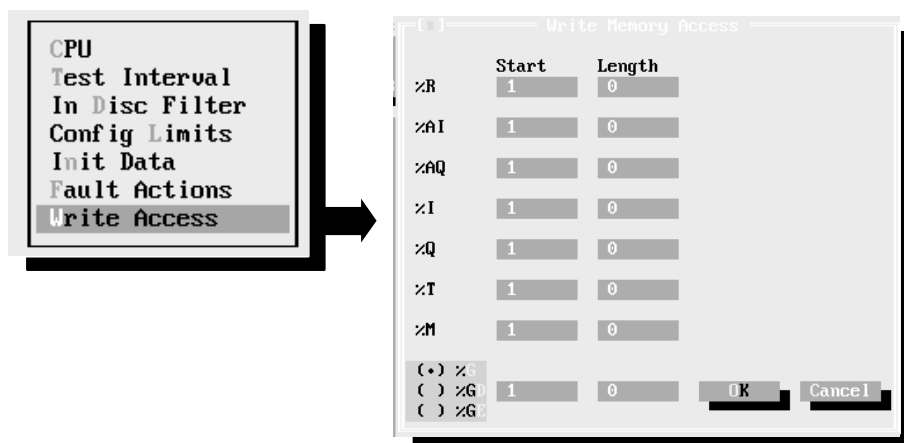 CPU
Test Interval
In Disc Filter
Config Limits
Init Data
Fault Actions
Write Access
Write Memory Access
Start Length
%R 1 0
%AI 1 0
%AQ 1 0
%I 1 0
%Q 1 0
%T 1 0
%M 1 0
(•) %G
( ) %GD 1 0 OK Cancel
( ) %GE